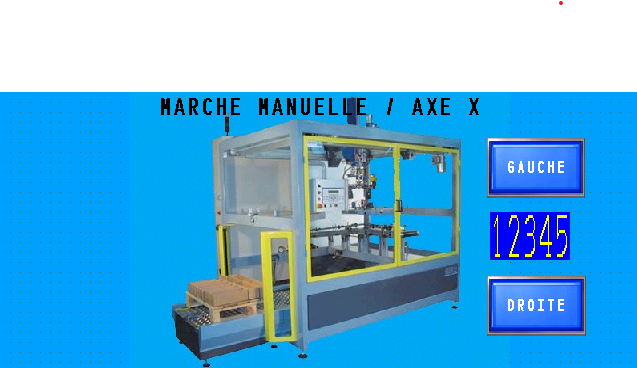 MARCHE MANUELLE / AXE X
GAUCHE
12345
DROITE